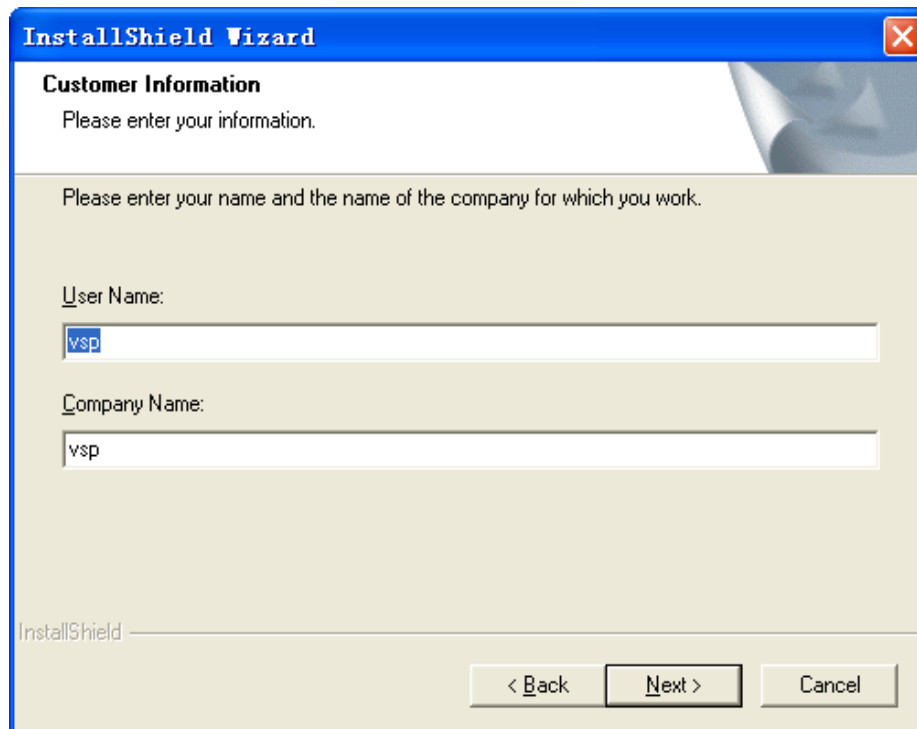 InstallShield Wizard
Customer Information
Please enter your information.
Please enter your name and the name of the company for which you work.
User Name:
vsp
Company Name:
vsp
InstallShield
< Back Next > Cancel